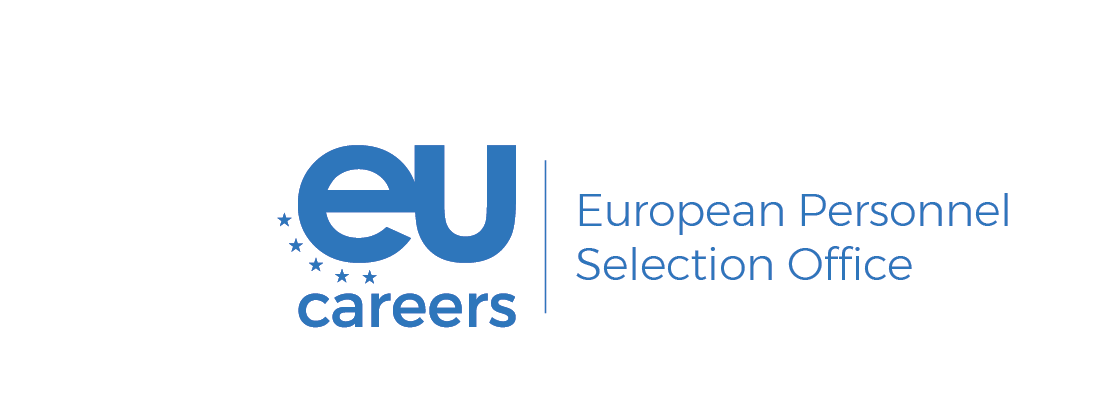 eu
careers
European Personnel
Selection Office